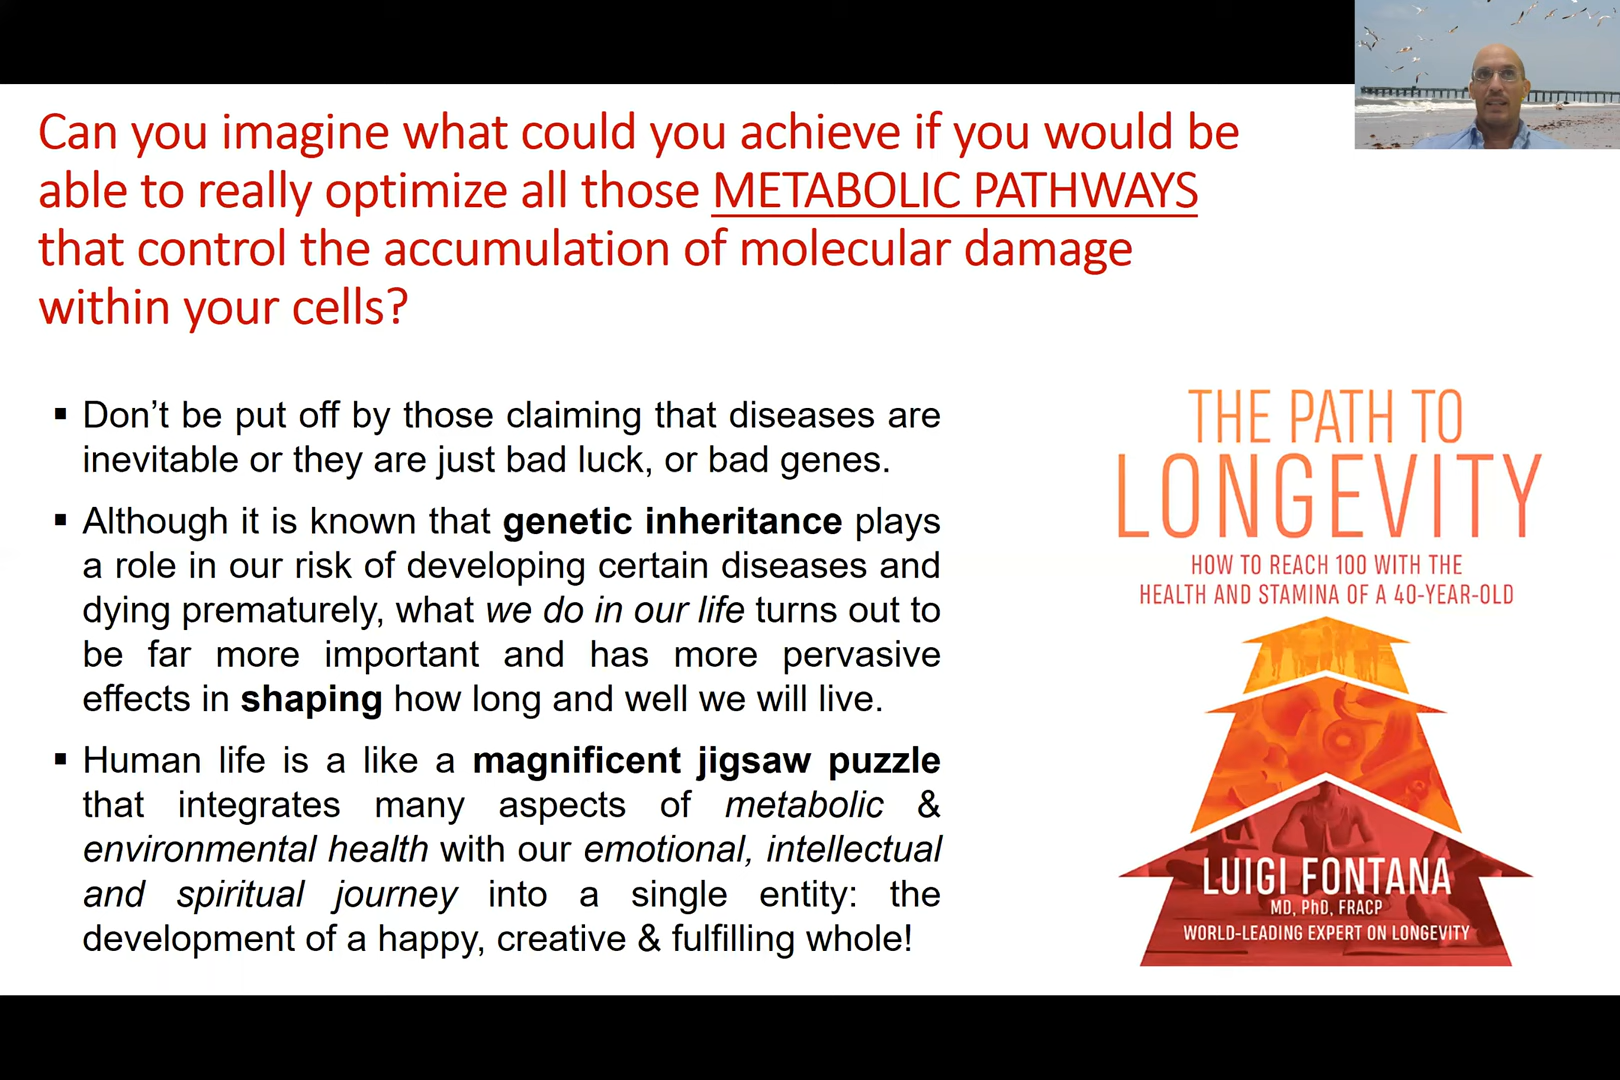 Can you imagine what could you achieve if you would be
able to really optimize all those METABOLIC PATHWAYS
that control the accumulation of molecular damage
within your cells?
▪ Don’t be put off by those claiming that diseases are
inevitable or they are just bad luck, or bad genes.
▪ Although it is known that genetic inheritance plays
a role in our risk of developing certain diseases and
dying prematurely, what we do in our life turns out to
be far more important and has more pervasive
effects in shaping how long and well we will live.
▪ Human life is a like a magnificent jigsaw puzzle
that integrates many aspects of metabolic &
environmental health with our emotional, intellectual
and spiritual journey into a single entity: the
development of a happy, creative & fulfilling whole!
THE PATH TO
LONGEVITY
HOW TO REACH 100 WITH THE
HEALTH AND STAMINA OF A 40-YEAR-OLD
LUIGI FONTANA
MD, PhD, FRACP
WORLD-LEADING EXPERT ON LONGEVITY